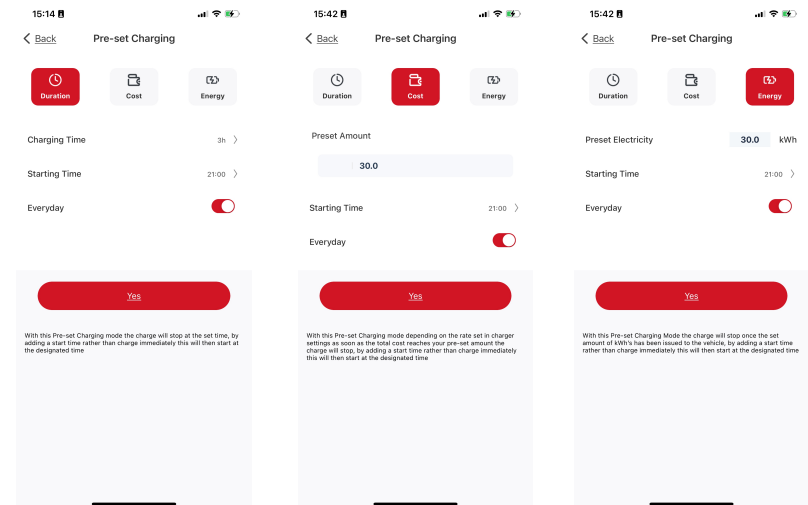 15:14
Back
Pre-set Charging
Duration
Cost
Energy
Charging Time
3h
Starting Time
21:00
Everyday
Yes
With this Pre-set Charging mode the charge will stop at the set time, by
adding a start time rather than charge immediately this will then start at
the designated time
15:42
Back
Pre-set Charging
Duration
Cost
Energy
Preset Amount
30.0
Starting Time
21:00
Everyday
Yes
With this Pre-set Charging mode depending on the rate set in charger
settings as soon as the total cost reaches your pre-set amount the
charge will stop, by adding a start time rather than charge immediately
this will then start at the designated time
15:42
Back
Pre-set Charging
Duration
Cost
Energy
Preset Electricity
30.0 kWh
Starting Time
21:00
Everyday
Yes
With this Pre-set Charging Mode the charge will stop once the set
amount of kWh's has been issued to the vehicle, by adding a start time
rather than charge immediately this will then start at the designated time